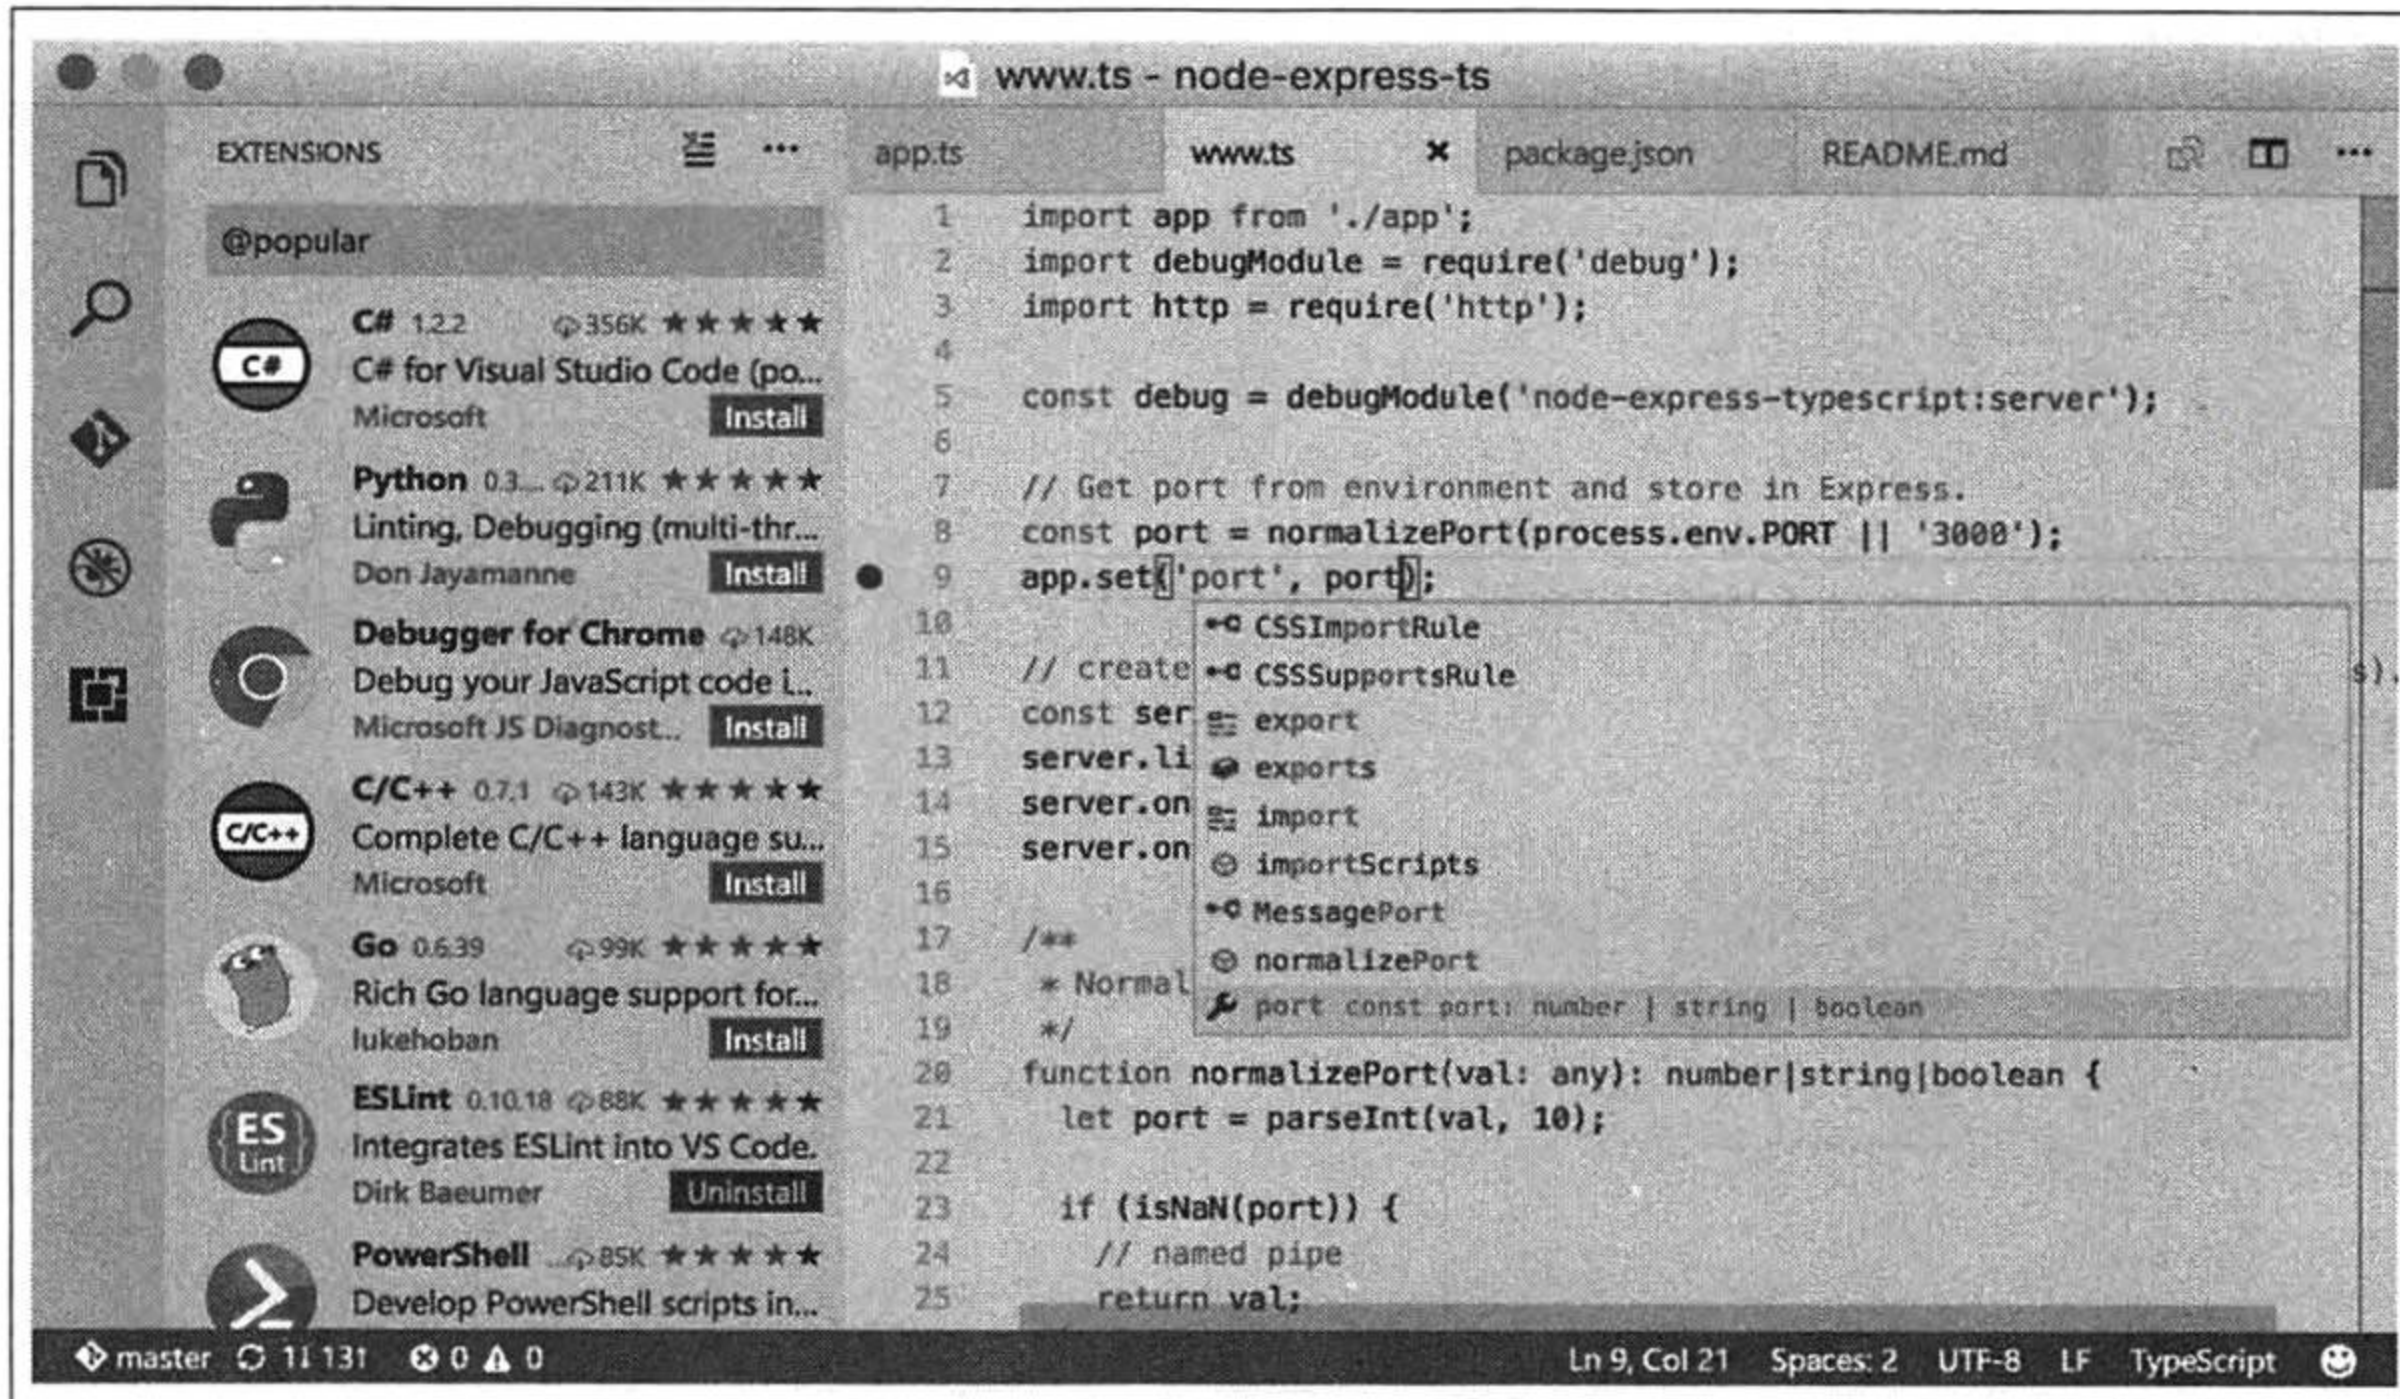 www.ts - node-express-ts
EXTENSIONS
@popular
C# 1.2.2 356K ★★★★★
C# for Visual Studio Code (po...
Microsoft Install
Python 0.3... 211K ★★★★★
Linting, Debugging (multi-thr...
Don Jayamanne Install
Debugger for Chrome 148K
Debug your JavaScript code i...
Microsoft JS Diagnost... Install
C/C++ 0.7.1 143K ★★★★★
C/C++
Complete C/C++ language su...
Microsoft Install
Go 0.6.39 99K ★★★★★
Rich Go language support for...
lukehoban Install
ESLint 0.10.18 88K ★★★★★
ES
Lint
Integrates ESLint into VS Code.
Dirk Baeumer Uninstall
PowerShell ... 85K ★★★★★
Develop PowerShell scripts in...
app.ts www.ts × package.json README.md
1 import app from './app';
2 import debugModule = require('debug');
3 import http = require('http');
4
5 const debug = debugModule('node-express-typescript:server');
6
7 // Get port from environment and store in Express.
8 const port = normalizePort(process.env.PORT || '3000');
9 app.set('port', port);
10
11 // create s).
12 const ser
13 server.li
14 server.on
15 server.on
16
17 /**
18 * Normal
19 */
CSSImportRule
CSSSupportsRule
export
exports
import
importScripts
MessagePort
normalizePort
port const port: number | string | boolean
20 function normalizePort(val: any): number|string|boolean {
21 let port = parseInt(val, 10);
22
23 if (isNaN(port)) {
24 // named pipe
25 return val;
master 1↓ 13↑ 0 0 Ln 9, Col 21 Spaces: 2 UTF-8 LF TypeScript